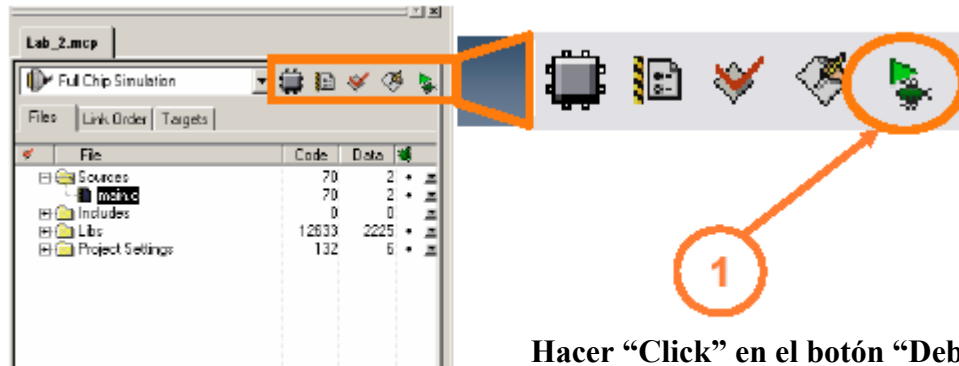 Lab_2.mcp
Full Chip Simulation
Files Link Order Targets
File Code Data
Sources 70 2
main.c 70 2
Includes 0 0
Libs 12633 2225
Project Settings 132 6
1
Hacer “Click” en el botón “Deb